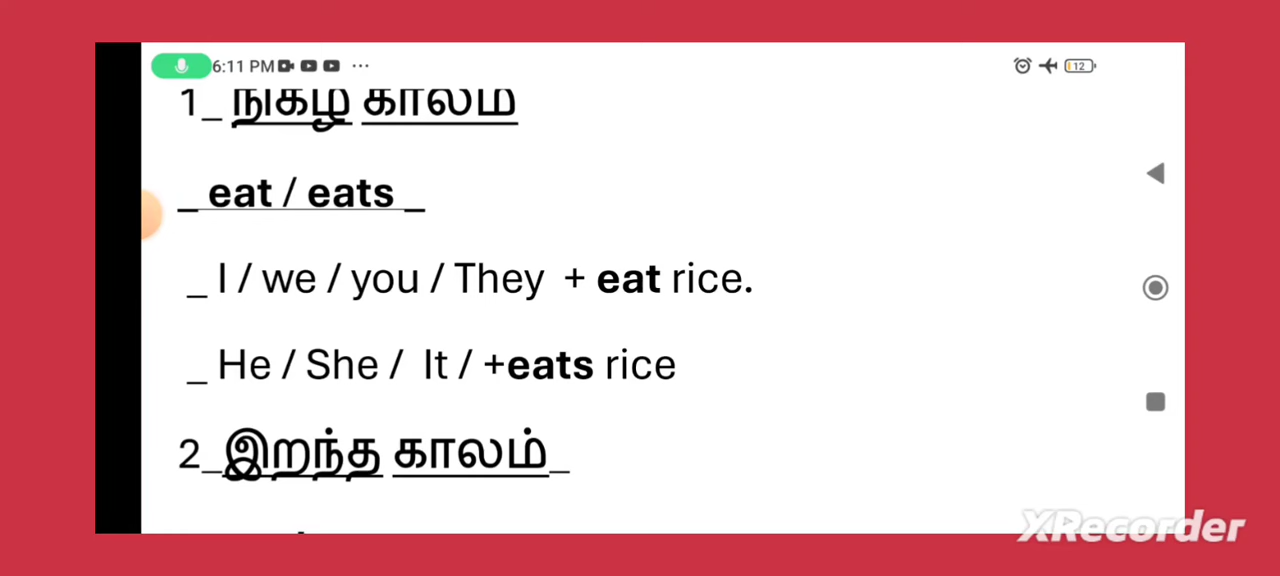 6:11 PM ... 12
1_ நிகழ் காலம்
_ eat / eats _
_ I / we / you / They + eat rice.
_ He / She / It / +eats rice
2_இறந்த காலம்_
XRecorder